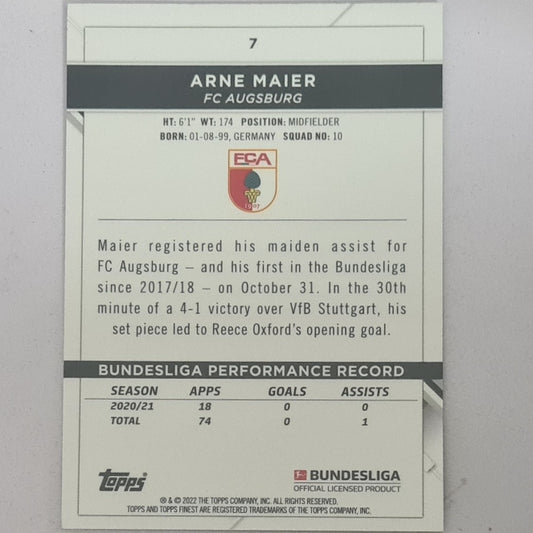 7
ARNE MAIER
FC AUGSBURG
HT: 6'1" WT: 174 POSITION: MIDFIELDER
BORN: 01-08-99, GERMANY SQUAD NO: 10
FCA
1907
Maier registered his maiden assist for
FC Augsburg – and his first in the Bundesliga
since 2017/18 – on October 31. In the 30th
minute of a 4-1 victory over VfB Stuttgart, his
set piece led to Reece Oxford's opening goal.
BUNDESLIGA PERFORMANCE RECORD
SEASON APPS GOALS ASSISTS
2020/21 18 0 0
TOTAL 74 0 1
Topps
BUNDESLIGA
OFFICIAL LICENSED PRODUCT
® & © 2022 THE TOPPS COMPANY, INC. ALL RIGHTS RESERVED.
TOPPS AND TOPPS FINEST ARE REGISTERED TRADEMARKS OF THE TOPPS COMPANY, INC.